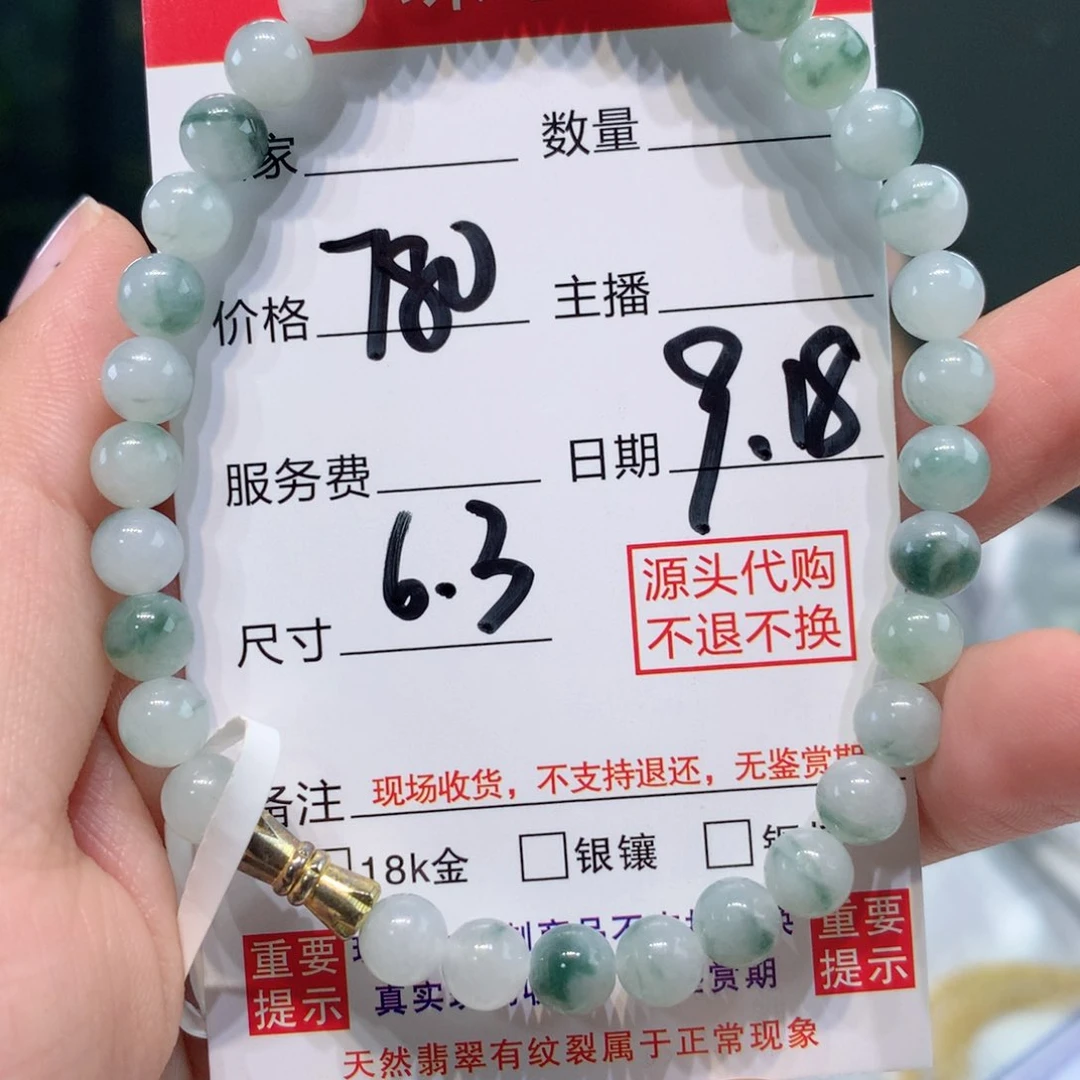 家 数量
价格 780 主播
服务费 日期 9.18
尺寸 6.3
源头代购
不退不换
备注 现场收货，不支持退还，无鉴赏期
18k金 银镶
重要
提示
重要
提示
真实 赏期
天然翡翠有纹裂属于正常现象